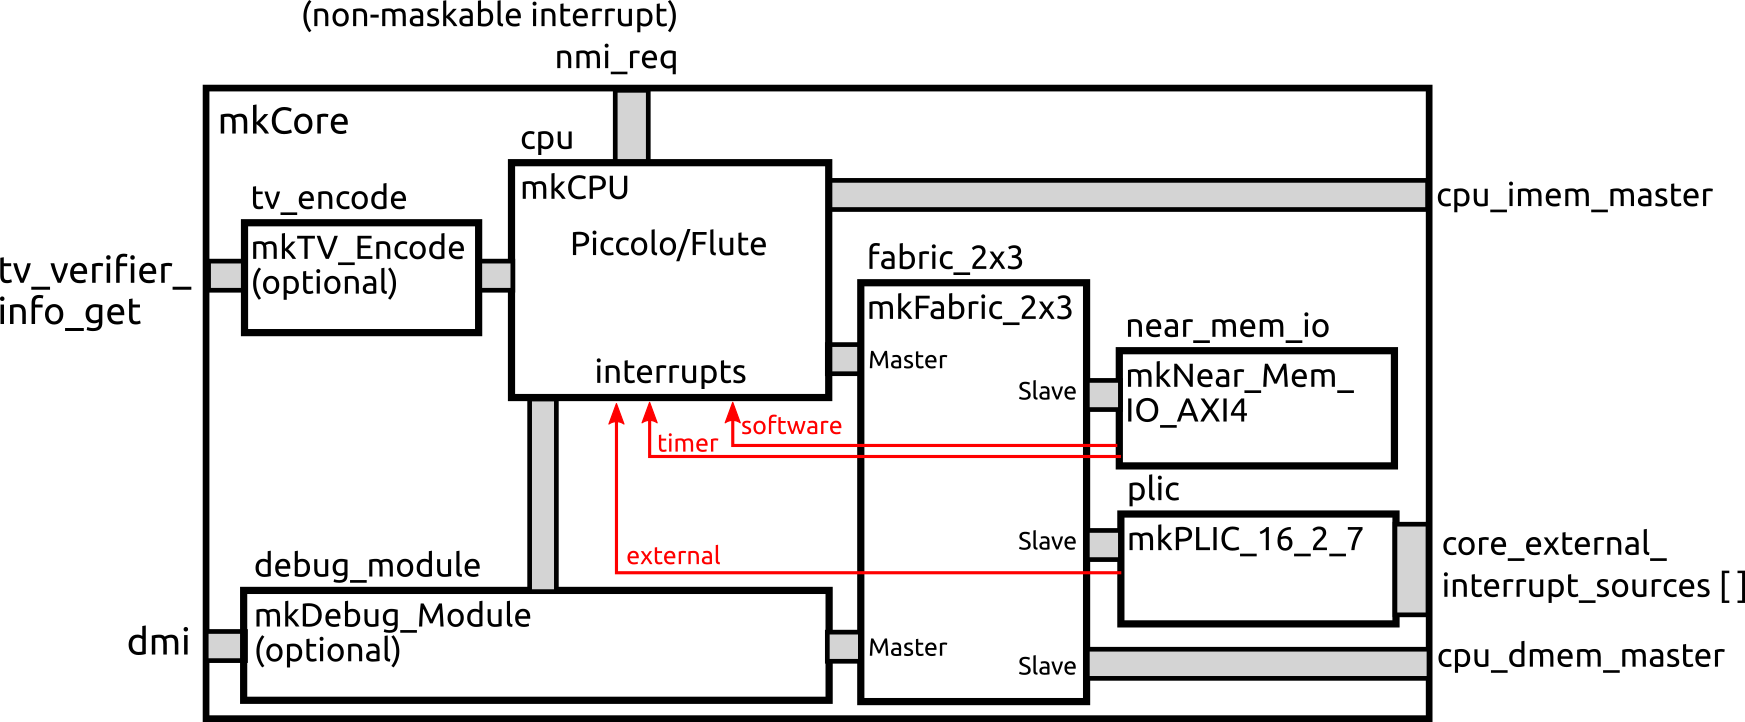 (non-maskable interrupt)
nmi_req
mkCore
cpu
mkCPU
Piccolo/Flute
interrupts
tv_encode
mkTV_Encode
(optional)
tv_verifier_
info_get
cpu_imem_master
fabric_2x3
mkFabric_2x3
Master
Slave
near_mem_io
mkNear_Mem_
IO_AXI4
software
timer
external
plic
Slave
mkPLIC_16_2_7
core_external_
interrupt_sources [ ]
debug_module
mkDebug_Module
(optional)
dmi
Master
Slave
cpu_dmem_master